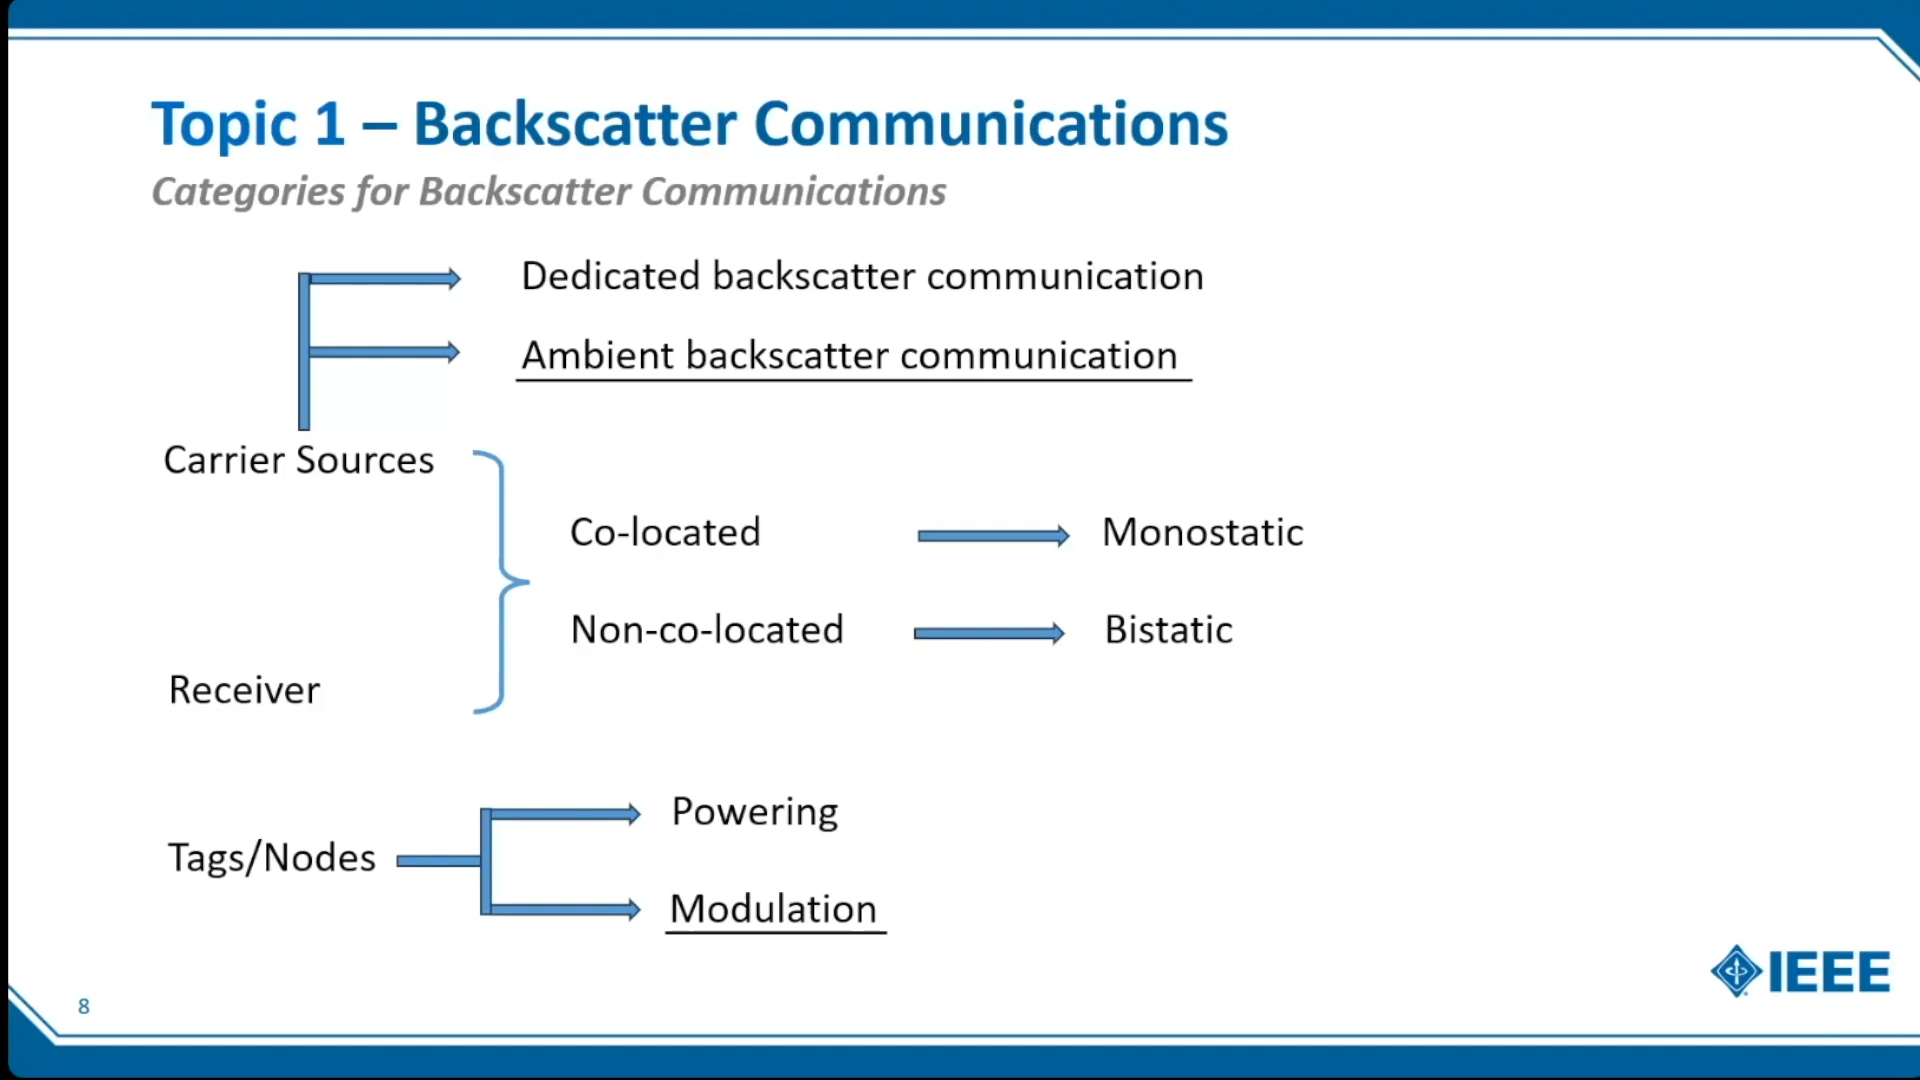 Topic 1 – Backscatter Communications
Categories for Backscatter Communications
Dedicated backscatter communication
Ambient backscatter communication
Carrier Sources
Co-located
Monostatic
Non-co-located
Bistatic
Receiver
Powering
Tags/Nodes
Modulation
IEEE
8